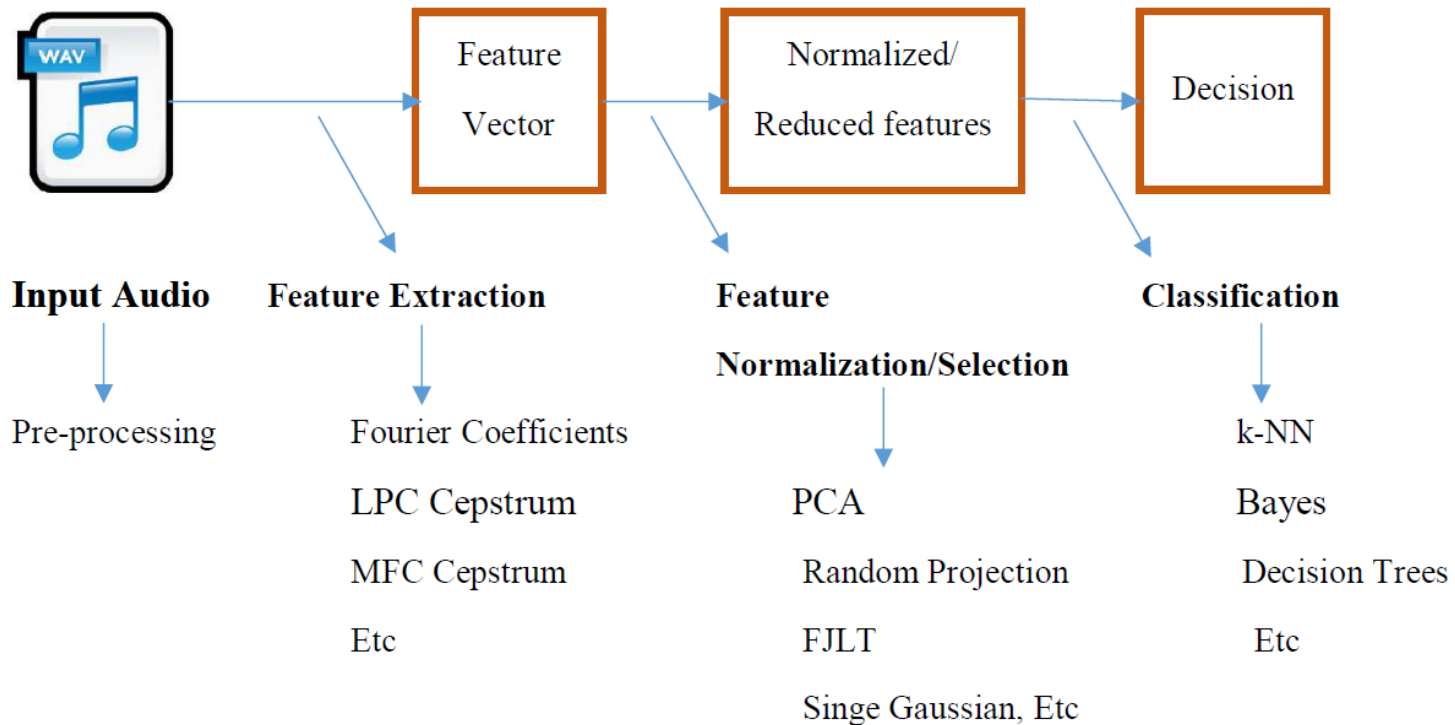 WAV
Feature
Vector
Normalized/
Reduced features
Decision
Input Audio
Feature Extraction
Feature
Normalization/Selection
Classification
Pre-processing
Fourier Coefficients
LPC Cepstrum
MFC Cepstrum
Etc
PCA
Random Projection
FJLT
Singe Gaussian, Etc
k-NN
Bayes
Decision Trees
Etc